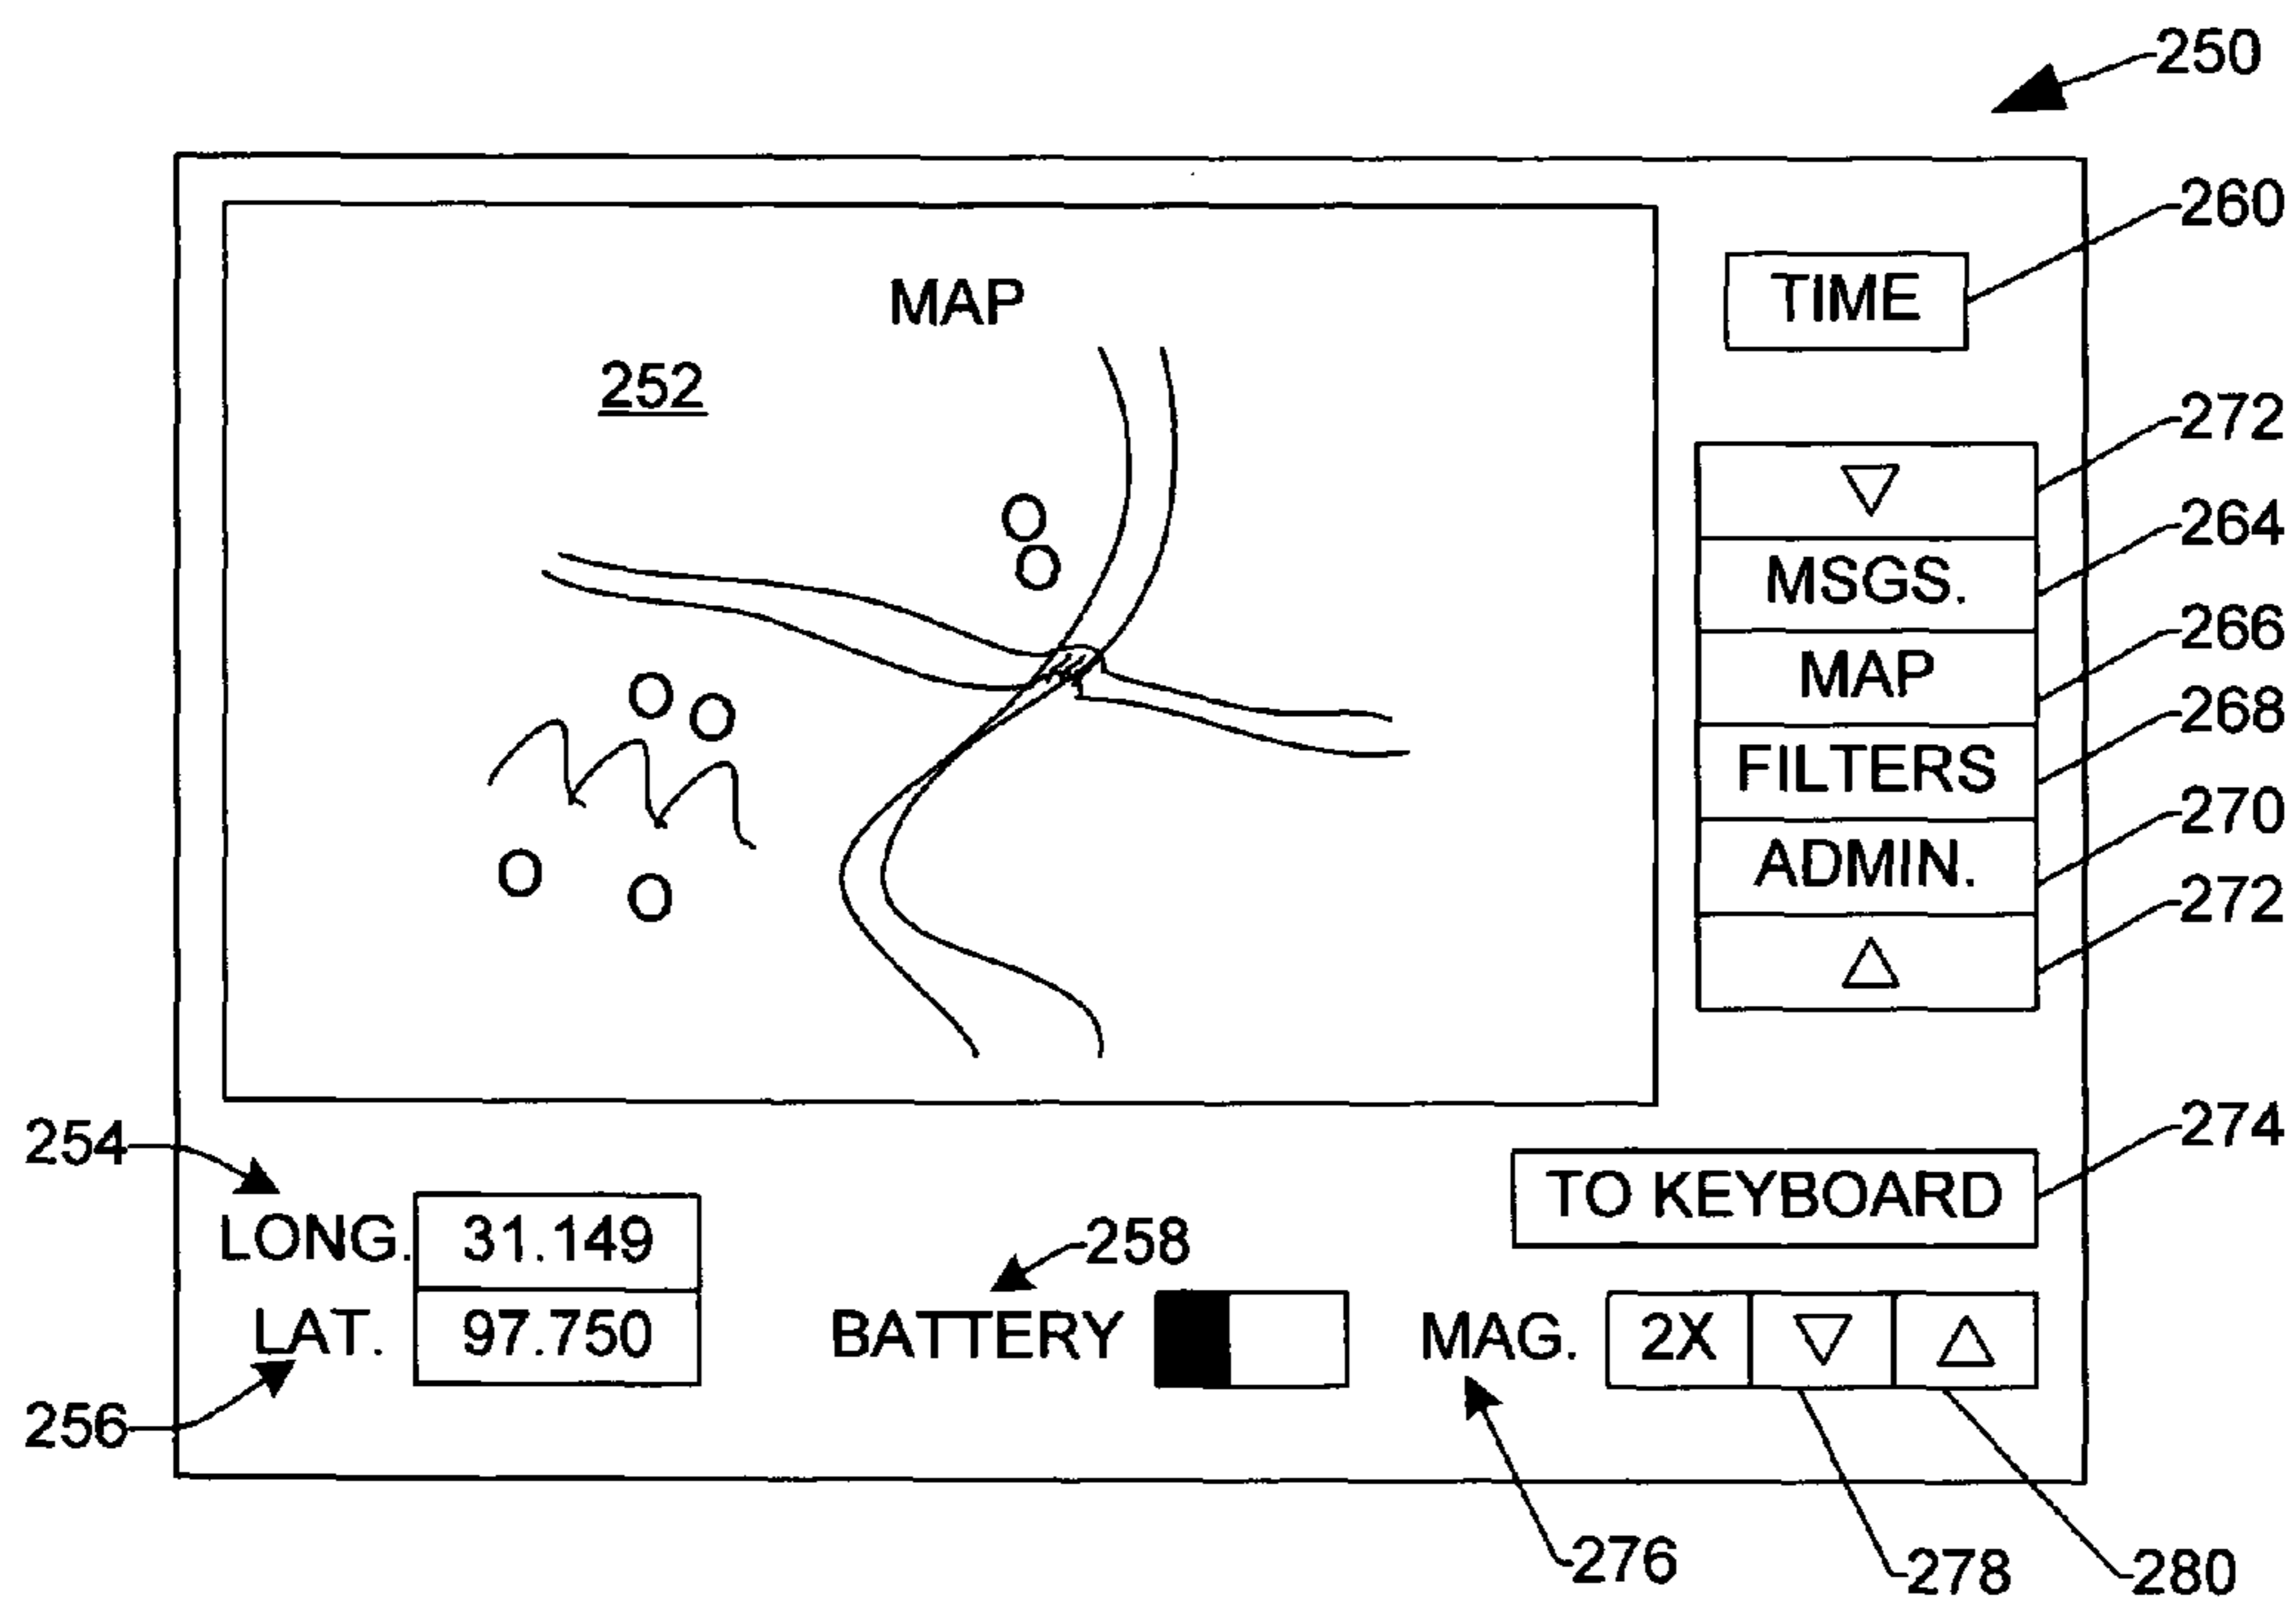 250
260
TIME
MAP
252
272
264
MSGS.
266
MAP
268
FILTERS
270
ADMIN.
272
274
TO KEYBOARD
254
LONG. 31.149
258
LAT. 97.750
BATTERY
MAG. 2X
256
276
278
280